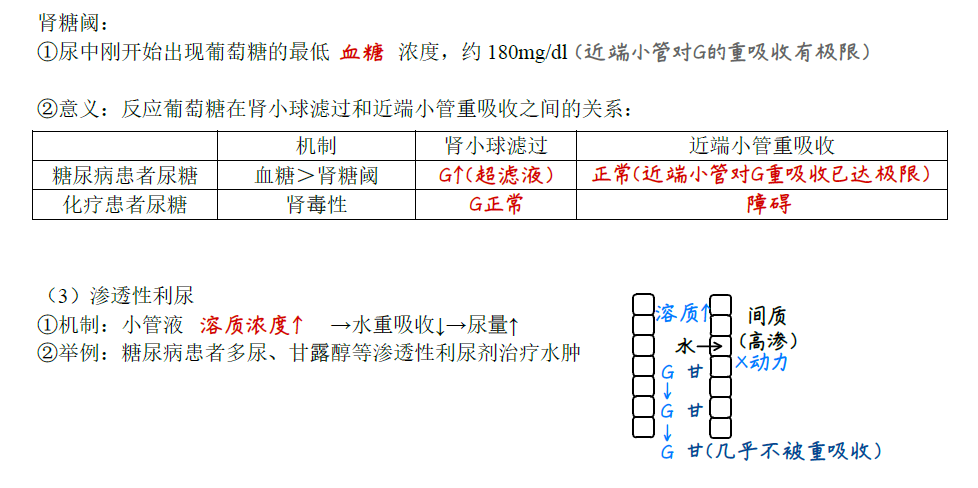 肾糖阈：
①尿中刚开始出现葡萄糖的最低 血糖 浓度，约 180mg/dl (近端小管对G的重吸收有极限)
②意义：反应葡萄糖在肾小球滤过和近端小管重吸收之间的关系：
机制 肾小球滤过 近端小管重吸收
糖尿病患者尿糖 血糖＞肾糖阈 G↑(超滤液) 正常(近端小管对G重吸收已达极限)
化疗患者尿糖 肾毒性 G正常 障碍
（3）渗透性利尿
①机制：小管液 溶质浓度↑ →水重吸收↓→尿量↑
②举例：糖尿病患者多尿、甘露醇等渗透性利尿剂治疗水肿
溶质↑ 间质
水→ (高渗)
×动力
G 甘
↓
G 甘
↓
G 甘(几乎不被重吸收)